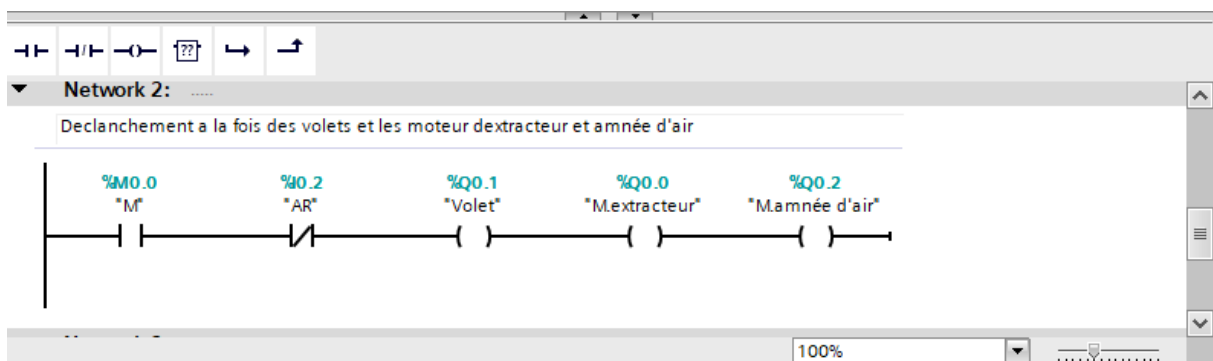 ??
Network 2: .....
Declanchement a la fois des volets et les moteur dextracteur et amnée d'air
%M0.0 %I0.2 %Q0.1 %Q0.0 %Q0.2
"M" "AR" "Volet" "M.extracteur" "M.amnée d'air"
100%